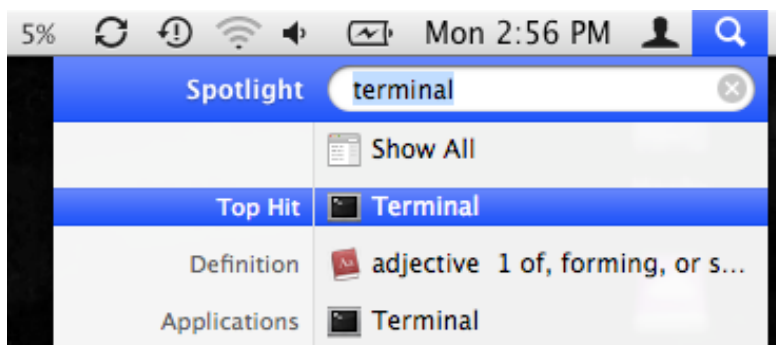 5% Mon 2:56 PM
Spotlight terminal
Show All
Top Hit Terminal
Definition Aa adjective 1 of, forming, or s...
Applications Terminal